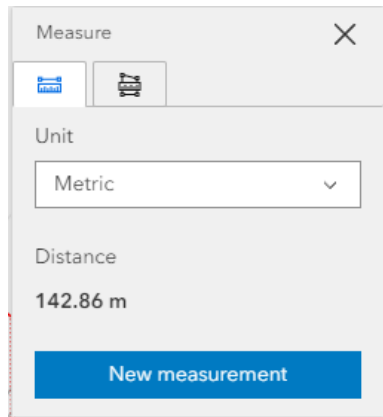 Measure
Unit
Metric
Distance
142.86 m
New measurement